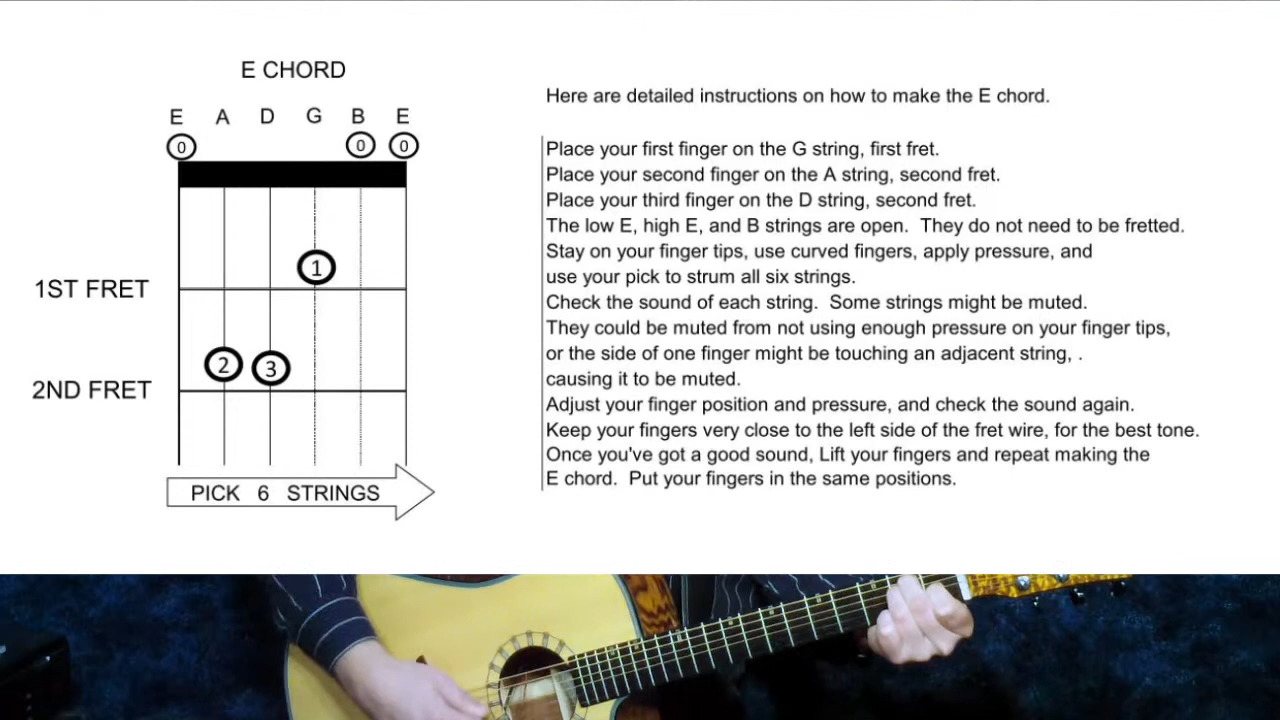 E CHORD
E A D G B E
0 0 0
1
1ST FRET
2 3
2ND FRET
PICK 6 STRINGS
Here are detailed instructions on how to make the E chord.
Place your first finger on the G string, first fret.
Place your second finger on the A string, second fret.
Place your third finger on the D string, second fret.
The low E, high E, and B strings are open.  They do not need to be fretted.
Stay on your finger tips, use curved fingers, apply pressure, and
use your pick to strum all six strings.
Check the sound of each string.  Some strings might be muted.
They could be muted from not using enough pressure on your finger tips,
or the side of one finger might be touching an adjacent string, .
causing it to be muted.
Adjust your finger position and pressure, and check the sound again.
Keep your fingers very close to the left side of the fret wire, for the best tone.
Once you've got a good sound, Lift your fingers and repeat making the
E chord.  Put your fingers in the same positions.